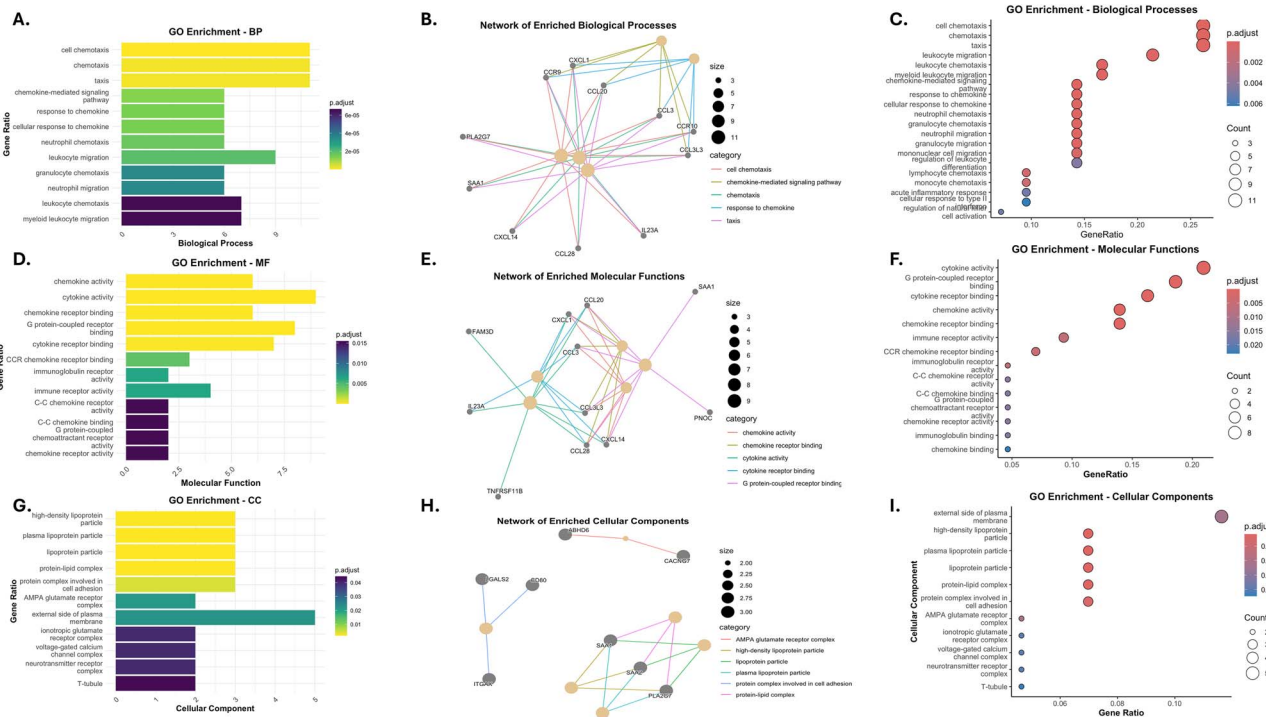 A.
GO Enrichment - BP
Gene Ratio
cell chemotaxis
chemotaxis
taxis
chemokine-mediated signaling
pathway
response to chemokine
cellular response to chemokine
neutrophil chemotaxis
leukocyte migration
granulocyte chemotaxis
neutrophil migration
leukocyte chemotaxis
myeloid leukocyte migration
0 3 6 9
Biological Process
p.adjust
6e-05
4e-05
2e-05
B.
Network of Enriched Biological Processes
CXCL1
CCR9
CCL20
CCL3
CCR10
CCL3L3
PLA2G7
SAA1
CXCL14
CCL28
IL23A
size
3
5
7
9
11
category
cell chemotaxis
chemokine-mediated signaling pathway
chemotaxis
response to chemokine
taxis
C.
GO Enrichment - Biological Processes
cell chemotaxis
chemotaxis
taxis
leukocyte migration
leukocyte chemotaxis
myeloid leukocyte migration
chemokine-mediated signaling
pathway
response to chemokine
cellular response to chemokine
neutrophil chemotaxis
granulocyte chemotaxis
neutrophil migration
granulocyte migration
mononuclear cell migration
regulation of leukocyte
differentiation
lymphocyte chemotaxis
monocyte chemotaxis
acute inflammatory response
cellular response to type II
regulation of natural killer
cell activation
0.10 0.15 0.20 0.25
GeneRatio
p.adjust
0.002
0.004
0.006
Count
3
5
7
9
11
D.
GO Enrichment - MF
chemokine activity
cytokine activity
chemokine receptor binding
G protein-coupled receptor
binding
cytokine receptor binding
CCR chemokine receptor binding
immunoglobulin receptor
activity
immune receptor activity
C-C chemokine receptor
activity
C-C chemokine binding
G protein-coupled
chemoattractant receptor
activity
chemokine receptor activity
0.0 2.5 5.0 7.5
Molecular Function
p.adjust
0.015
0.010
0.005
E.
Network of Enriched Molecular Functions
SAA1
CCL20
CXCL1
FAM3D
CCL3
IL23A
CCL3L3
PNOC
CXCL14
CCL28
TNFRSF11B
size
3
4
5
6
7
8
9
category
chemokine activity
chemokine receptor binding
cytokine activity
cytokine receptor binding
G protein-coupled receptor binding
F.
GO Enrichment - Molecular Functions
cytokine activity
G protein-coupled receptor
binding
cytokine receptor binding
chemokine activity
chemokine receptor binding
immune receptor activity
CCR chemokine receptor binding
immunoglobulin receptor
activity
C-C chemokine receptor
activity
C-C chemokine binding
G protein-coupled
chemoattractant receptor
activity
chemokine receptor activity
immunoglobulin binding
chemokine binding
0.05 0.10 0.15 0.20
GeneRatio
p.adjust
0.005
0.010
0.015
0.020
Count
2
4
6
8
G.
GO Enrichment - CC
Gene Ratio
high-density lipoprotein
particle
plasma lipoprotein particle
lipoprotein particle
protein-lipid complex
protein complex involved in
cell adhesion
AMPA glutamate receptor
complex
external side of plasma
membrane
ionotropic glutamate
receptor complex
voltage-gated calcium
channel complex
neurotransmitter receptor
complex
T-tubule
0 1 2 3 4 5
Cellular Component
p.adjust
0.04
0.03
0.02
0.01
H.
Network of Enriched Cellular Components
ABHD6
CACNG7
PLA2G7
size
2.00
2.25
2.50
2.75
3.00
category
AMPA glutamate receptor complex
high-density lipoprotein particle
lipoprotein particle
plasma lipoprotein particle
protein complex involved in cell adhesion
protein-lipid complex
I.
GO Enrichment - Cellular Components
Cellular Component
external side of plasma
membrane
high-density lipoprotein
particle
plasma lipoprotein particle
lipoprotein particle
protein-lipid complex
protein complex involved in
cell adhesion
AMPA glutamate receptor
complex
ionotropic glutamate
receptor complex
voltage-gated calcium
channel complex
neurotransmitter receptor
complex
T-tubule
0.06 0.08 0.10
Gene Ratio